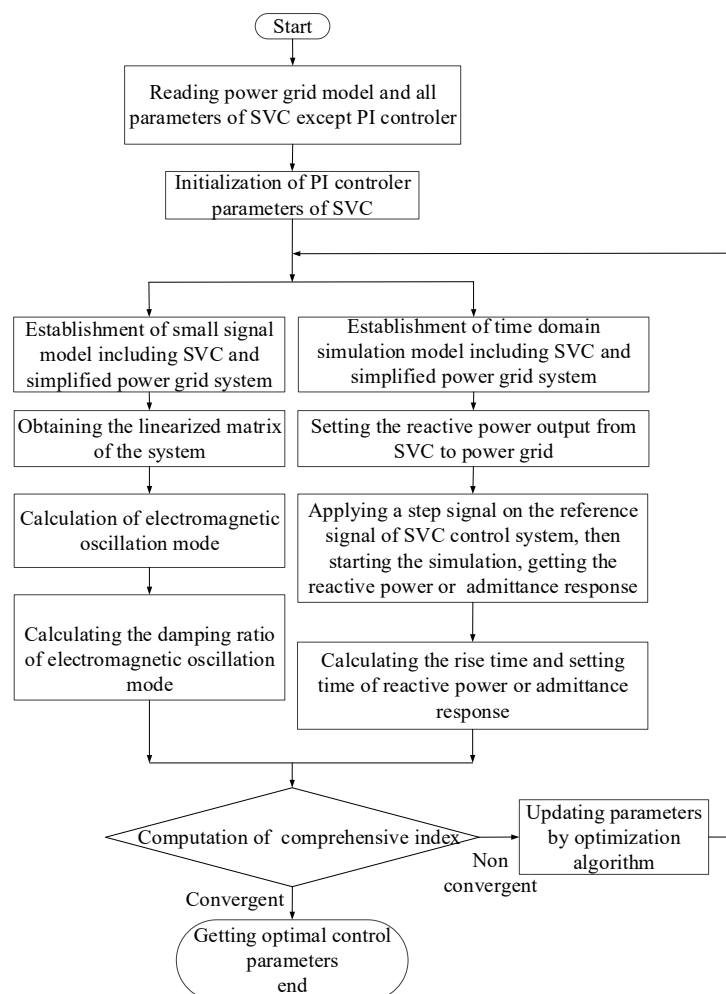 Start
Reading power grid model and all
parameters of SVC except PI controler
Initialization of PI controler
parameters of SVC
Establishment of small signal
model including SVC and
simplified power grid system
Establishment of time domain
simulation model including SVC and
simplified power grid system
Obtaining the linearized matrix
of the system
Setting the reactive power output from
SVC to power grid
Calculation of electromagnetic
oscillation mode
Applying a step signal on the reference
signal of SVC control system, then
starting the simulation, getting the
reactive power or admittance response
Calculating the damping ratio
of electromagnetic oscillation
mode
Calculating the rise time and setting
time of reactive power or admittance
response
Computation of comprehensive index
Updating parameters
by optimization
algorithm
Non
convergent
Convergent
Getting optimal control
parameters
end